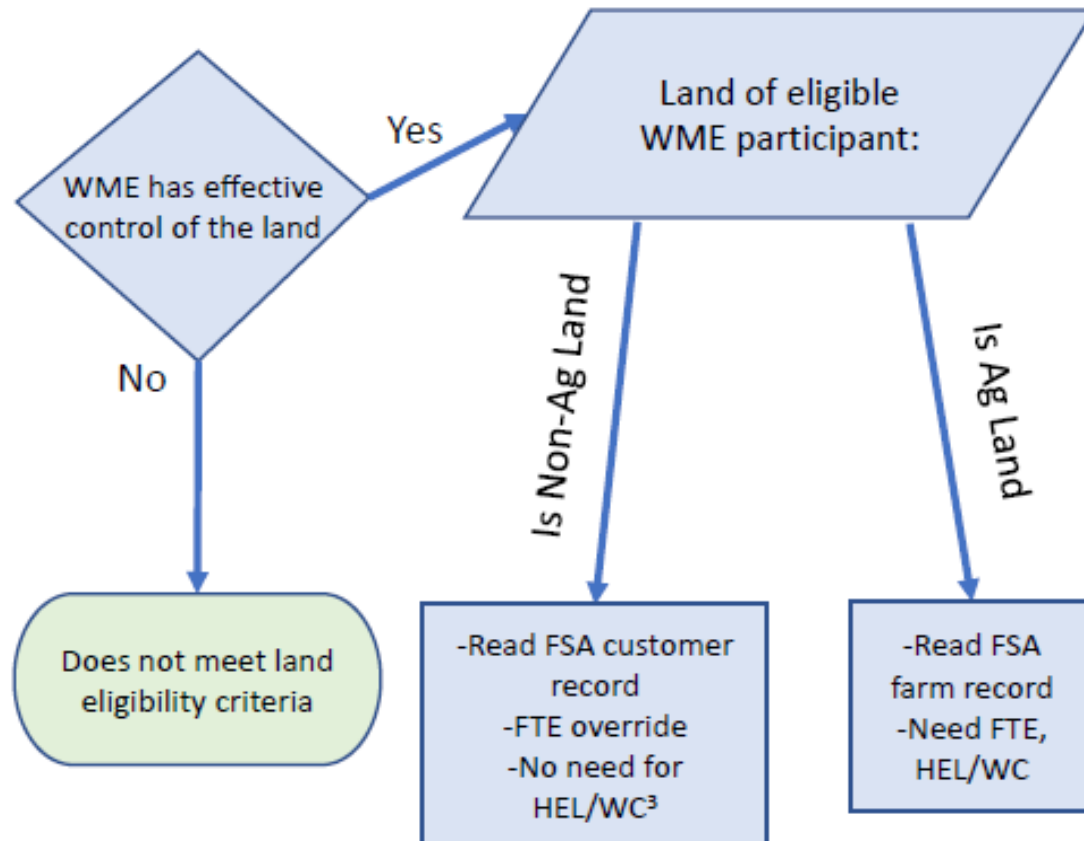 WME has effective
control of the land
Yes
No
Land of eligible
WME participant:
Is Non-Ag Land
Is Ag Land
Does not meet land
eligibility criteria
-Read FSA customer
record
-FTE override
-No need for
HEL/WC³
-Read FSA
farm record
-Need FTE,
HEL/WC